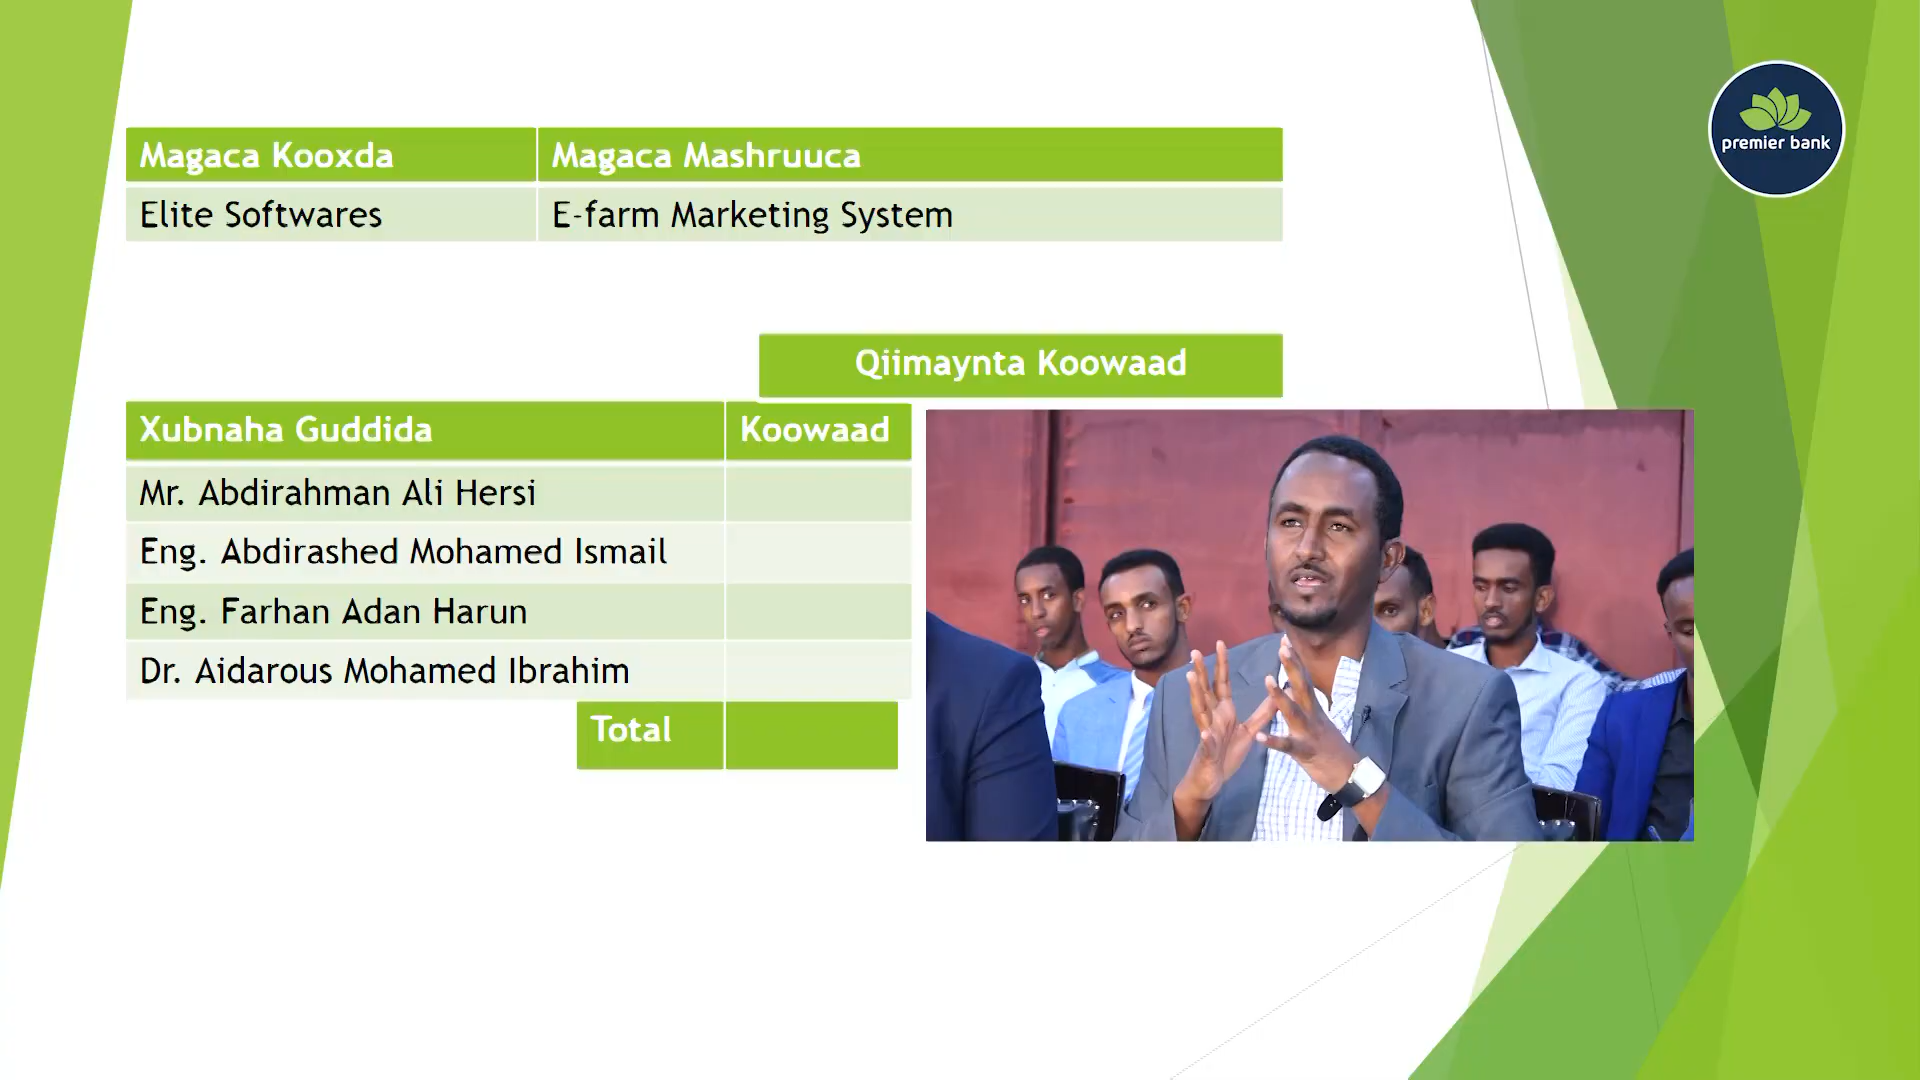 premier bank
Magaca Kooxda Magaca Mashruuca
Elite Softwares E-farm Marketing System
Qiimaynta Koowaad
Xubnaha Guddida Koowaad
Mr. Abdirahman Ali Hersi
Eng. Abdirashed Mohamed Ismail
Eng. Farhan Adan Harun
Dr. Aidarous Mohamed Ibrahim
Total